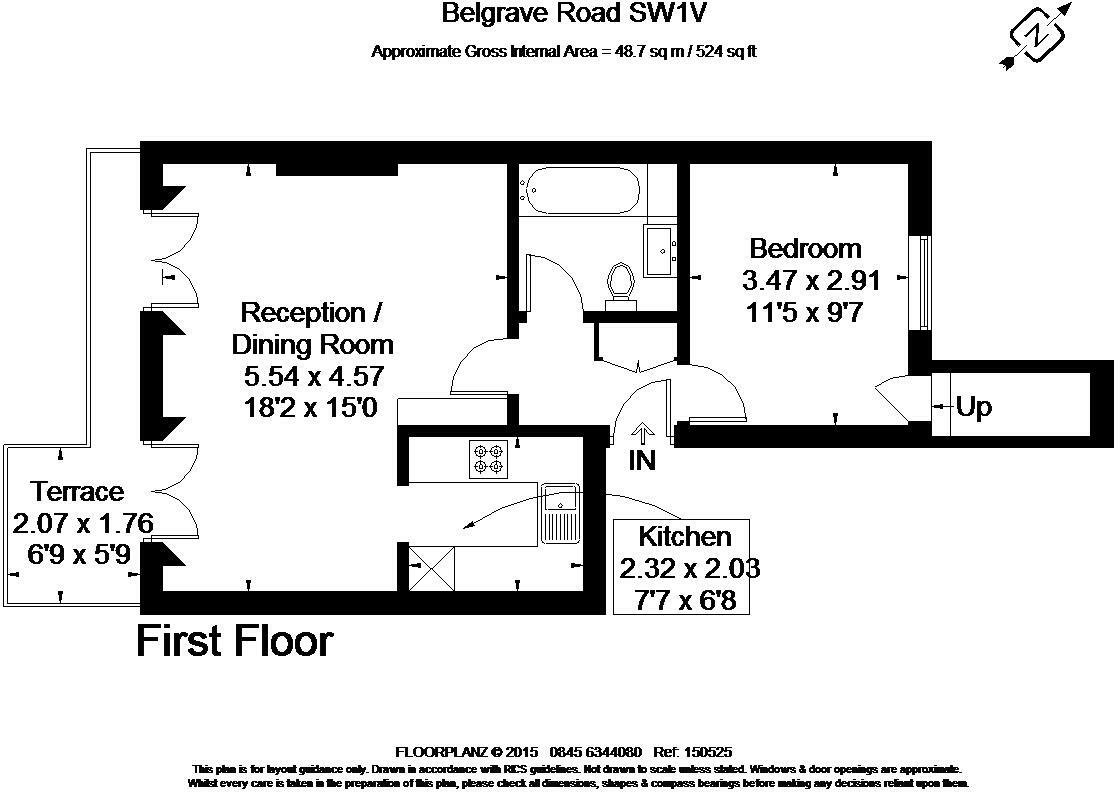 Belgrave Road SW1V
Approximate Gross Internal Area = 48.7 sq m / 524 sq ft
N
Bedroom
3.47 x 2.91
11'5 x 9'7
Reception /
Dining Room
5.54 x 4.57
18'2 x 15'0
Up
IN
Terrace
2.07 x 1.76
6'9 x 5'9
Kitchen
2.32 x 2.03
7'7 x 6'8
First Floor
FLOORPLANZ © 2015 0845 6344080 Ref: 150525
This plan is for layout guidance only. Drawn in accordance with RICS guidelines. Not drawn to scale unless stated. Windows & door openings are approximate.
Whilst every care is taken in the preparation of this plan, please check all dimensions, shapes & compass bearings before making any decisions reliant upon them.